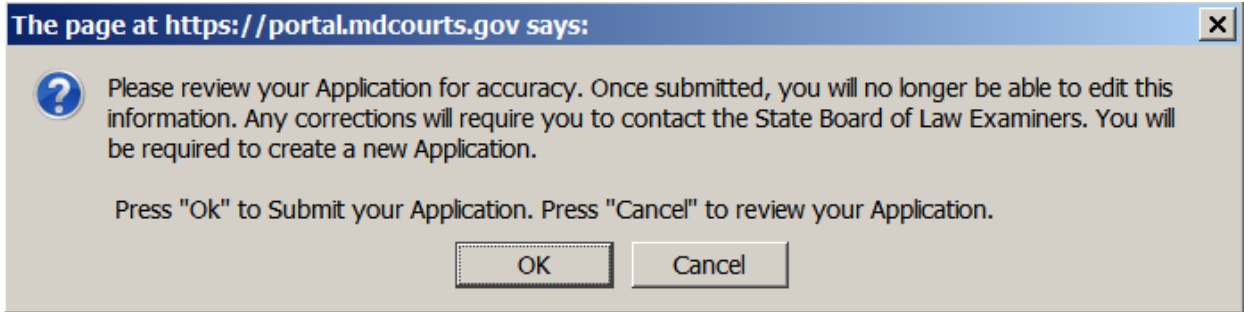 The page at https://portal.mdcourts.gov says:
Please review your Application for accuracy. Once submitted, you will no longer be able to edit this
information. Any corrections will require you to contact the State Board of Law Examiners. You will
be required to create a new Application.
Press "Ok" to Submit your Application. Press "Cancel" to review your Application.
OK Cancel